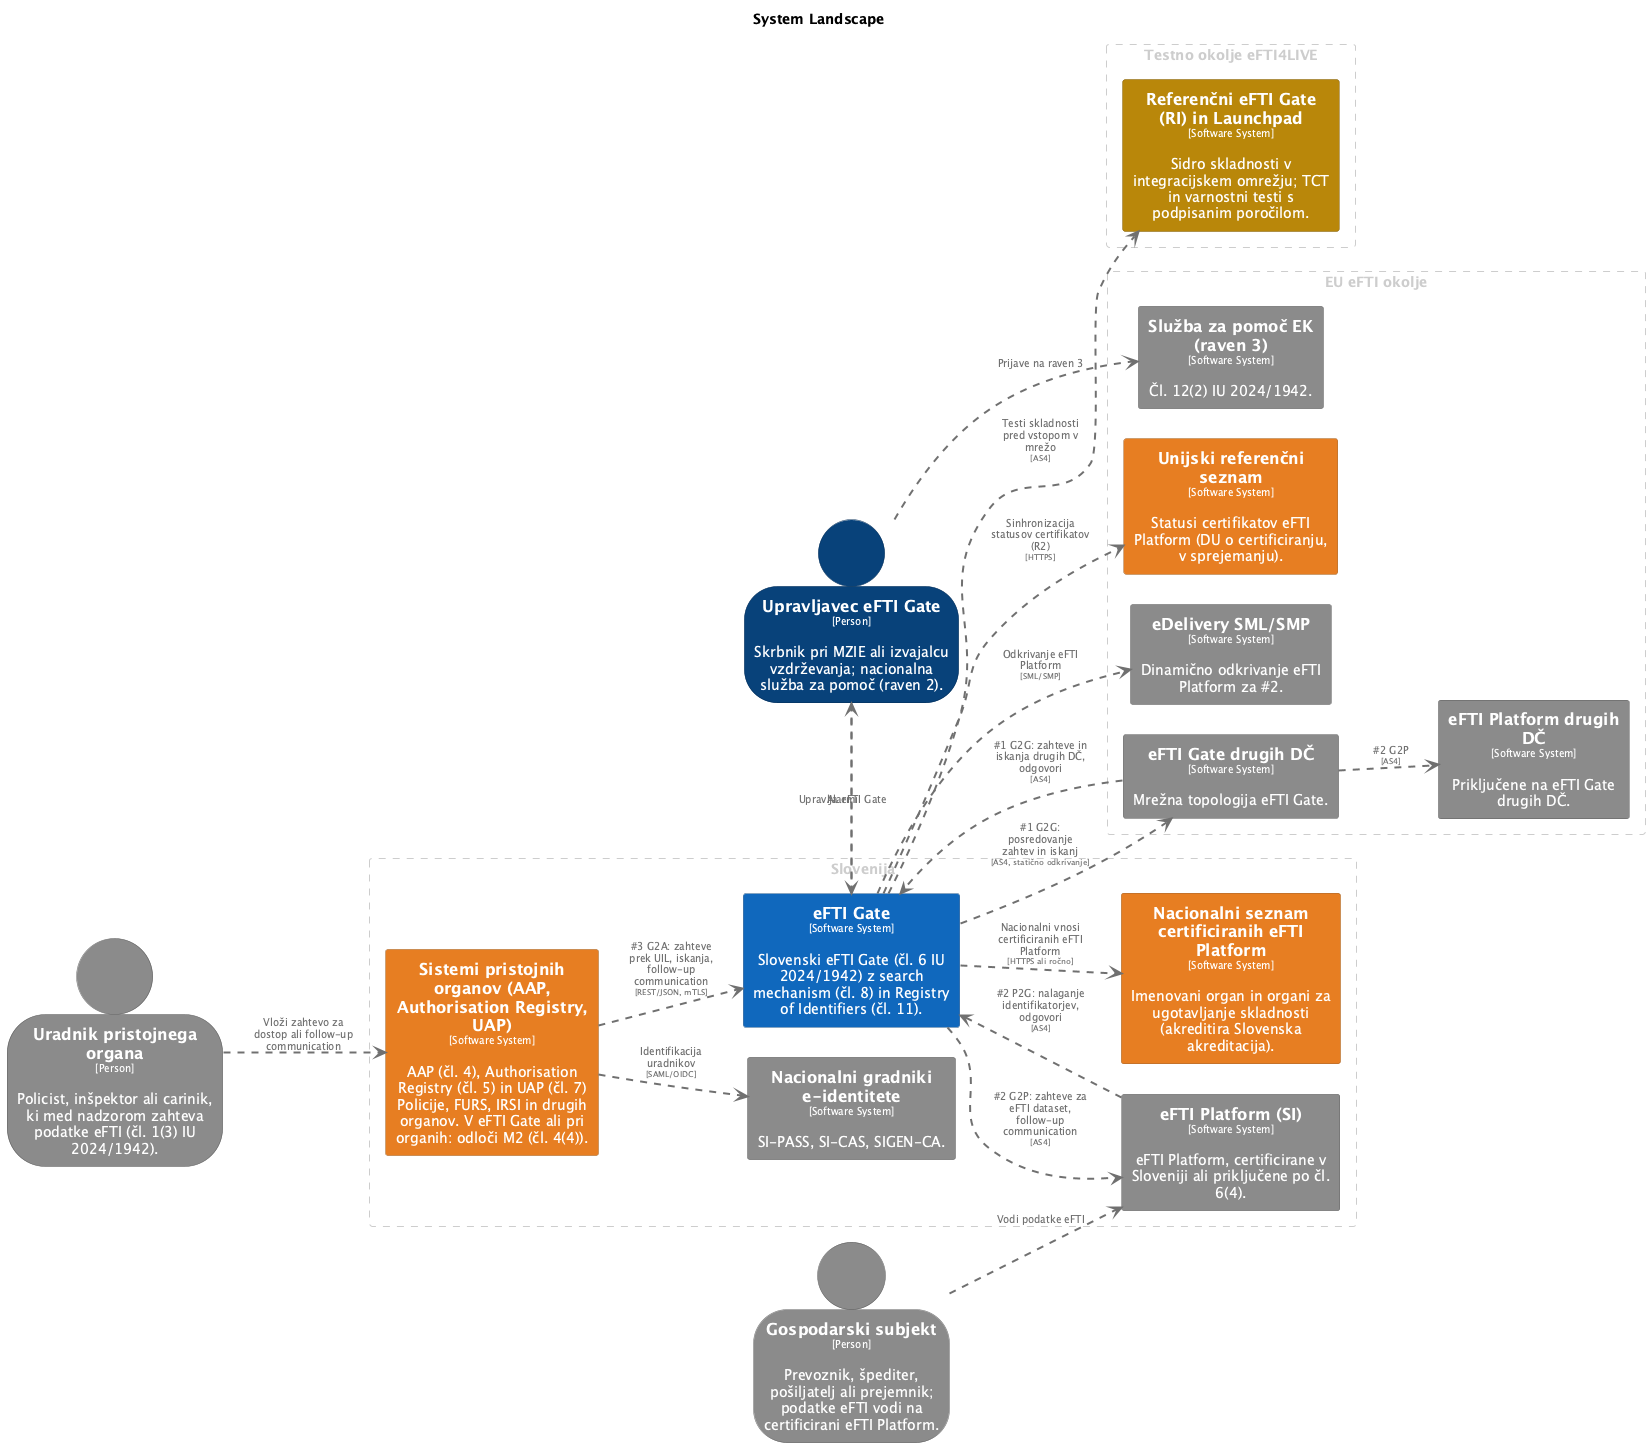 System Landscape
Testno okolje eFTI4LIVE
Referenčni eFTI Gate
(RI) in Launchpad
[Software System]
Sidro skladnosti v
integracijskem omrežju; TCT
in varnostni testi s
podpisanim poročilom.
EU eFTI okolje
Služba za pomoč EK
(raven 3)
[Software System]
Čl. 12(2) IU 2024/1942.
Prijave na raven 3
Testi skladnosti
pred vstopom v
mrežo
[AS4]
Unijski referenčni
seznam
[Software System]
Statusi certifikatov eFTI
Platform (DU o certificiranju,
v sprejemanju).
Sinhronizacija
statusov certifikatov
(R2)
[HTTPS]
Upravljavec eFTI Gate
[Person]
Skrbnik pri MZIE ali izvajalcu
vzdrževanja; nacionalna
služba za pomoč (raven 2).
eDelivery SML/SMP
[Software System]
Dinamično odkrivanje eFTI
Platform za #2.
Odkrivanje eFTI
Platform
[SML/SMP]
eFTI Gate drugih DČ
[Software System]
Mrežna topologija eFTI Gate.
#2 G2P
[AS4]
eFTI Platform drugih
DČ
[Software System]
Priključene na eFTI Gate
drugih DČ.
#1 G2G: zahteve in
iskanja drugih DČ,
odgovori
[AS4]
Upravlja eFTI Gate
Alarmi
#1 G2G:
posredovanje
zahtev in iskanj
[AS4, statično odkrivanje]
Slovenija
eFTI Gate
[Software System]
Slovenski eFTI Gate (čl. 6 IU
2024/1942) z search
mechanism (čl. 8) in Registry
of Identifiers (čl. 11).
Nacionalni vnosi
certificiranih eFTI
Platform
[HTTPS ali ročno]
Nacionalni seznam
certificiranih eFTI
Platform
[Software System]
Imenovani organ in organi za
ugotavljanje skladnosti
(akreditira Slovenska
akreditacija).
#3 G2A: zahteve
prek UIL, iskanja,
follow-up
communication
[REST/JSON, mTLS]
Sistemi pristojnih
organov (AAP,
Authorisation Registry,
UAP)
[Software System]
AAP (čl. 4), Authorisation
Registry (čl. 5) in UAP (čl. 7)
Policije, FURS, IRSI in drugih
organov. V eFTI Gate ali pri
organih: odloči M2 (čl. 4(4)).
#2 P2G: nalaganje
identifikatorjev,
odgovori
[AS4]
Vloži zahtevo za
dostop ali follow-up
communication
Uradnik pristojnega
organa
[Person]
Policist, inšpektor ali carinik,
ki med nadzorom zahteva
podatke eFTI (čl. 1(3) IU
2024/1942).
Identifikacija
uradnikov
[SAML/OIDC]
Nacionalni gradniki
e-identitete
[Software System]
SI-PASS, SI-CAS, SIGEN-CA.
#2 G2P: zahteve za
eFTI dataset,
follow-up
communication
[AS4]
eFTI Platform (SI)
[Software System]
eFTI Platform, certificirane v
Sloveniji ali priključene po čl.
6(4).
Vodi podatke eFTI
Gospodarski subjekt
[Person]
Prevoznik, špediter,
pošiljatelj ali prejemnik;
podatke eFTI vodi na
certificirani eFTI Platform.